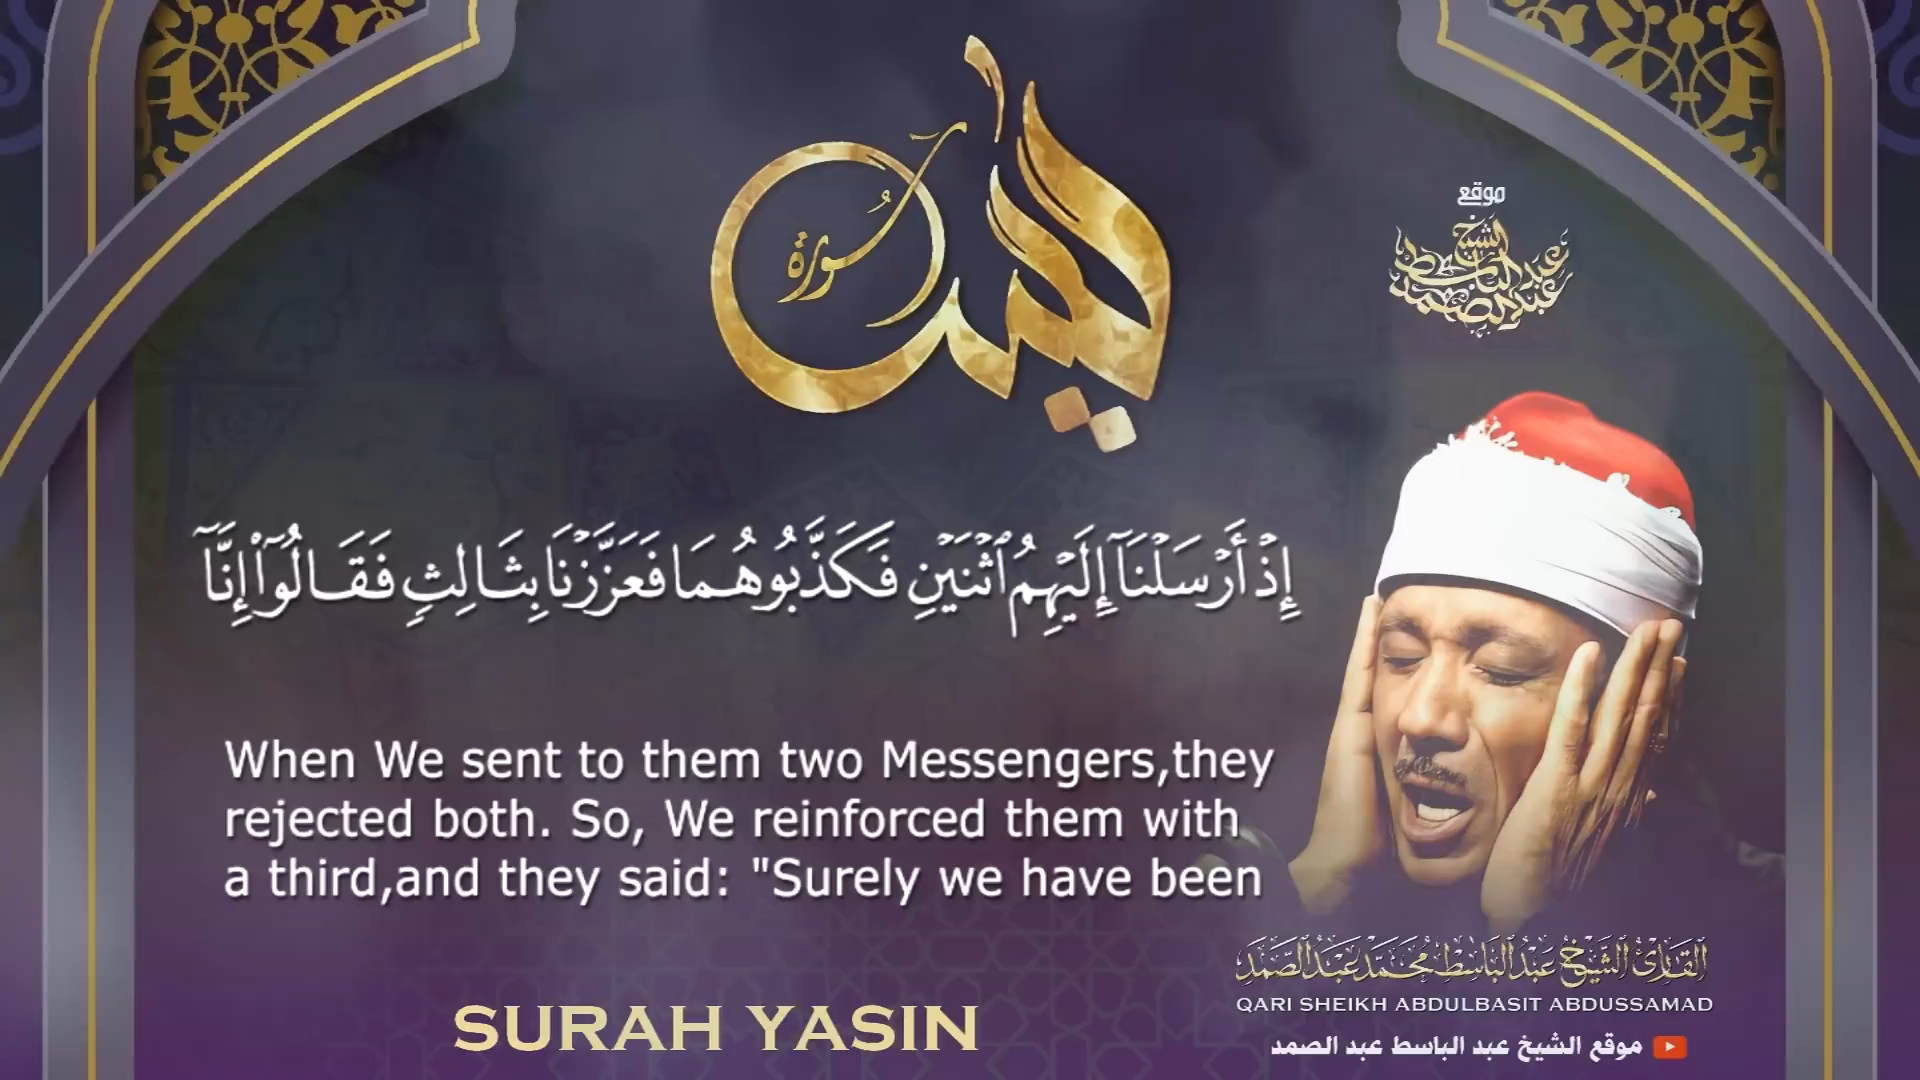 سورة
يس
موقع
الشيخ
عبد الباسط
عبد الصمد
إِذْ أَرْسَلْنَآ إِلَيْهِمُ ٱثْنَيْنِ فَكَذَّبُوهُمَا فَعَزَّزْنَا بِثَالِثٍ فَقَالُوٓا۟ إِنَّآ
When We sent to them two Messengers,they
rejected both. So, We reinforced them with
a third,and they said: "Surely we have been
القارئ الشيخ عبد الباسط محمد عبد الصمد
QARI SHEIKH ABDULBASIT ABDUSSAMAD
SURAH YASIN
موقع الشيخ عبد الباسط عبد الصمد